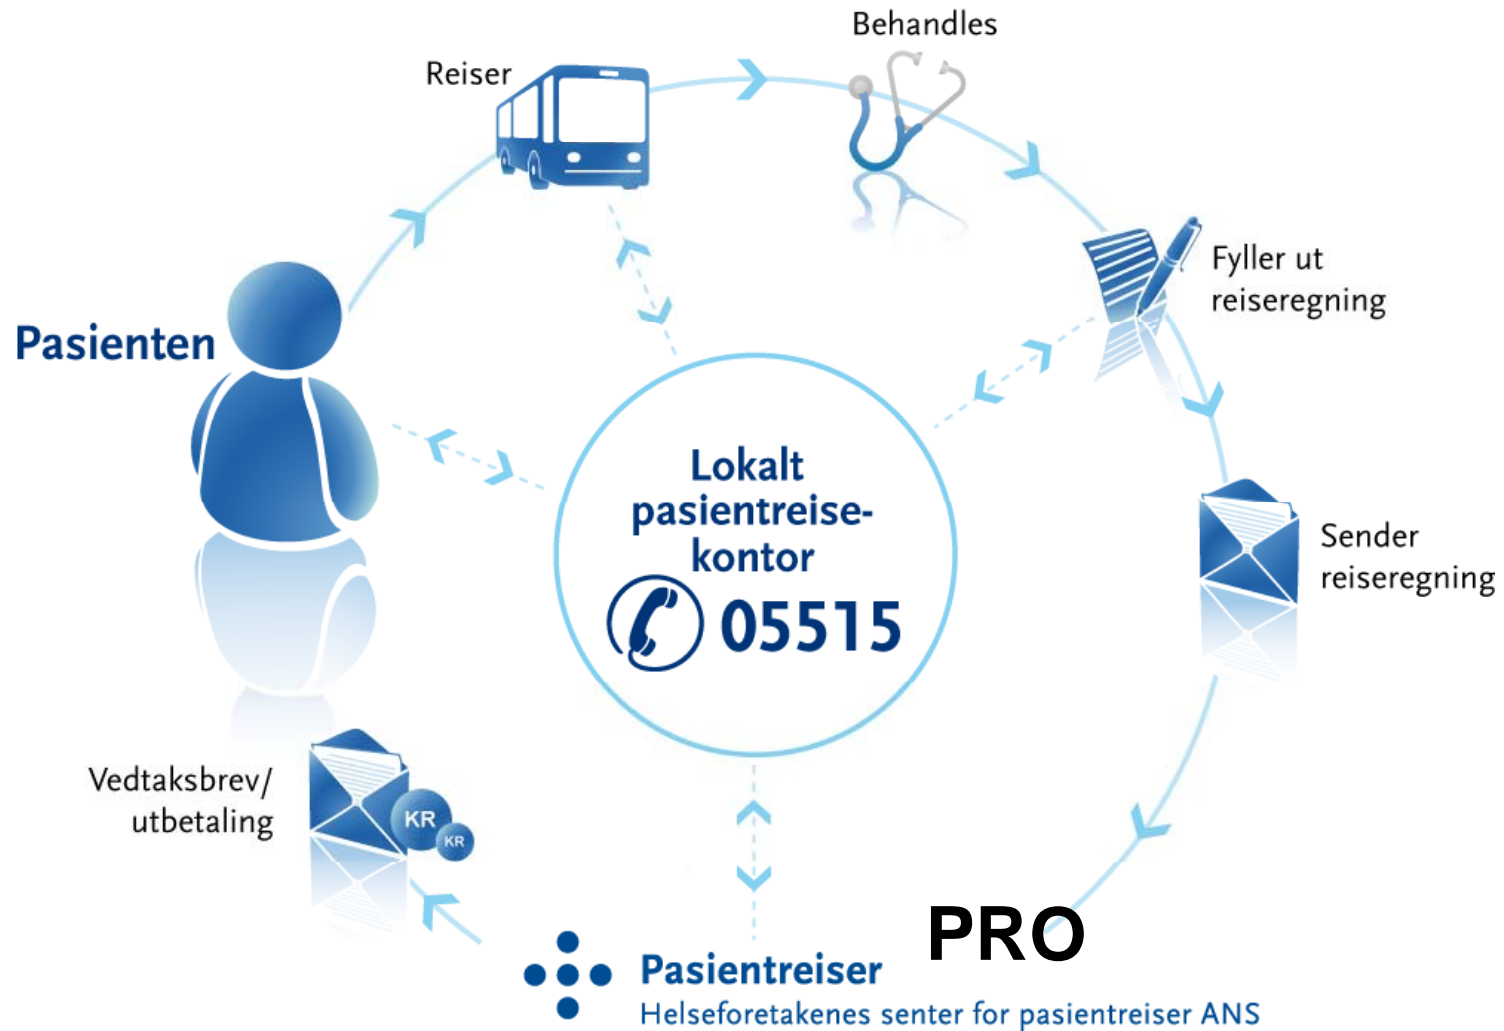 Behandles
Reiser
Fyller ut
reiseregning
Pasienten
Lokalt
pasientreise-
kontor
05515
Sender
reiseregning
Vedtaksbrev/
utbetaling
KR
KR
PRO
Pasientreiser
Helseforetakenes senter for pasientreiser ANS